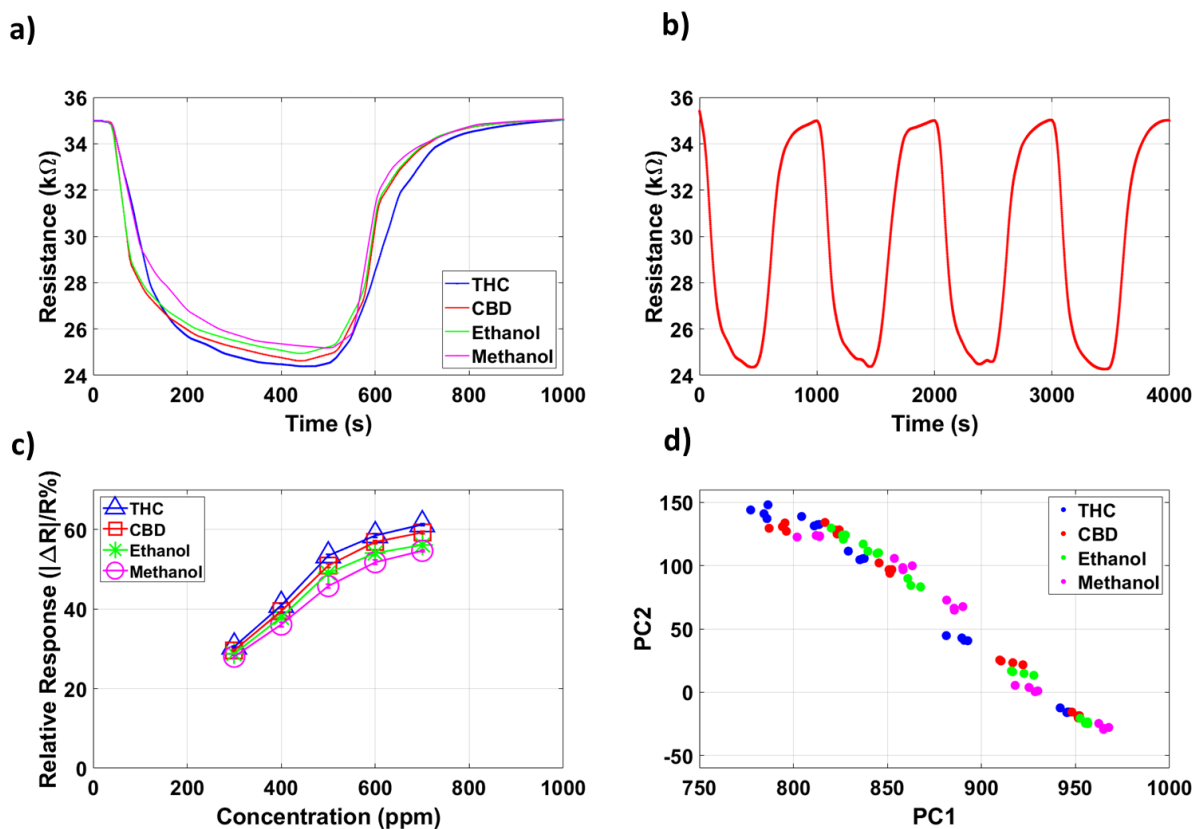 a)
36
34
32
30
28
26
24
Resistance (kΩ)
0 200 400 600 800 1000
Time (s)
THC
CBD
Ethanol
Methanol
b)
36
34
32
30
28
26
24
Resistance (kΩ)
0 1000 2000 3000 4000
Time (s)
c)
60
40
20
0
Relative Response (|ΔR|/R%)
0 200 400 600 800 1000
Concentration (ppm)
THC
CBD
Ethanol
Methanol
d)
150
100
50
0
-50
PC2
750 800 850 900 950 1000
PC1
THC
CBD
Ethanol
Methanol